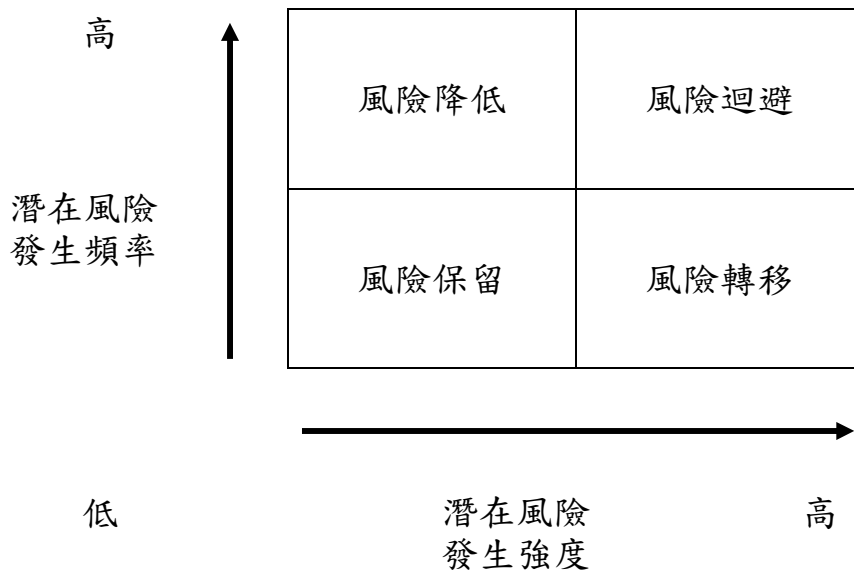 高
風險降低
風險迴避
潛在風險
發生頻率
風險保留
風險轉移
低
潛在風險
發生強度
高